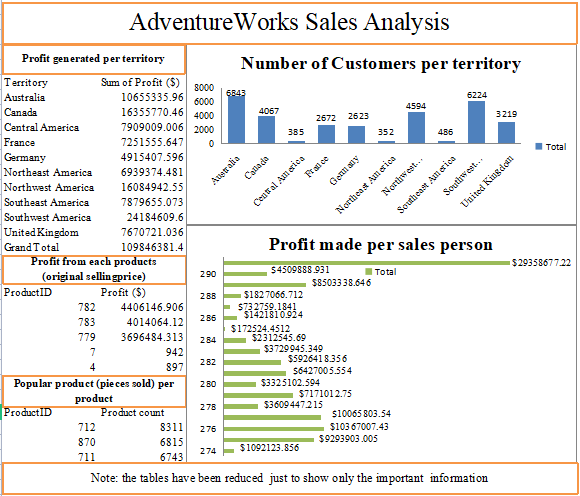 AdventureWorks Sales Analysis
Profit generated per territory
Territory Sum of Profit ($)
Australia 10655335.96
Canada 16355770.46
Central America 7909009.006
France 7251555.647
Germany 4915407.596
Northeast America 6939374.481
Northwest America 16084942.55
Southeast America 7879655.073
Southwest America 24184609.6
United Kingdom 7670721.036
Grand Total 109846381.4
Profit from each products
(original sellingprice)
ProductID Profit ($)
782 4406146.906
783 4014064.12
779 3696484.313
7 942
4 897
Popular product (pieces sold) per
product
ProductID Product count
712 8311
870 6815
711 6743
Number of Customers per territory
8000
6000
4000
2000
0
6843
4067
385
2672
2623
352
4594
486
6224
3219
Australia
Canada
Central America
France
Germany
Northeast America
Northwest...
Southeast America
Southwest...
United Kingdom
Total
Profit made per sales person
$29358677.22
290 $4509888.931
Total
$8503338.646
288 $1827066.712
$732759.1841
286 $1421810.924
$172524.4512
284 $2312545.69
$3729945.349
282 $5926418.356
$6427005.554
280 $3325102.594
$7171012.75
278 $3609447.215
$10065803.54
276 $10367007.43
$9293903.005
274 $1092123.856
Note: the tables have been reduced just to show only the important information